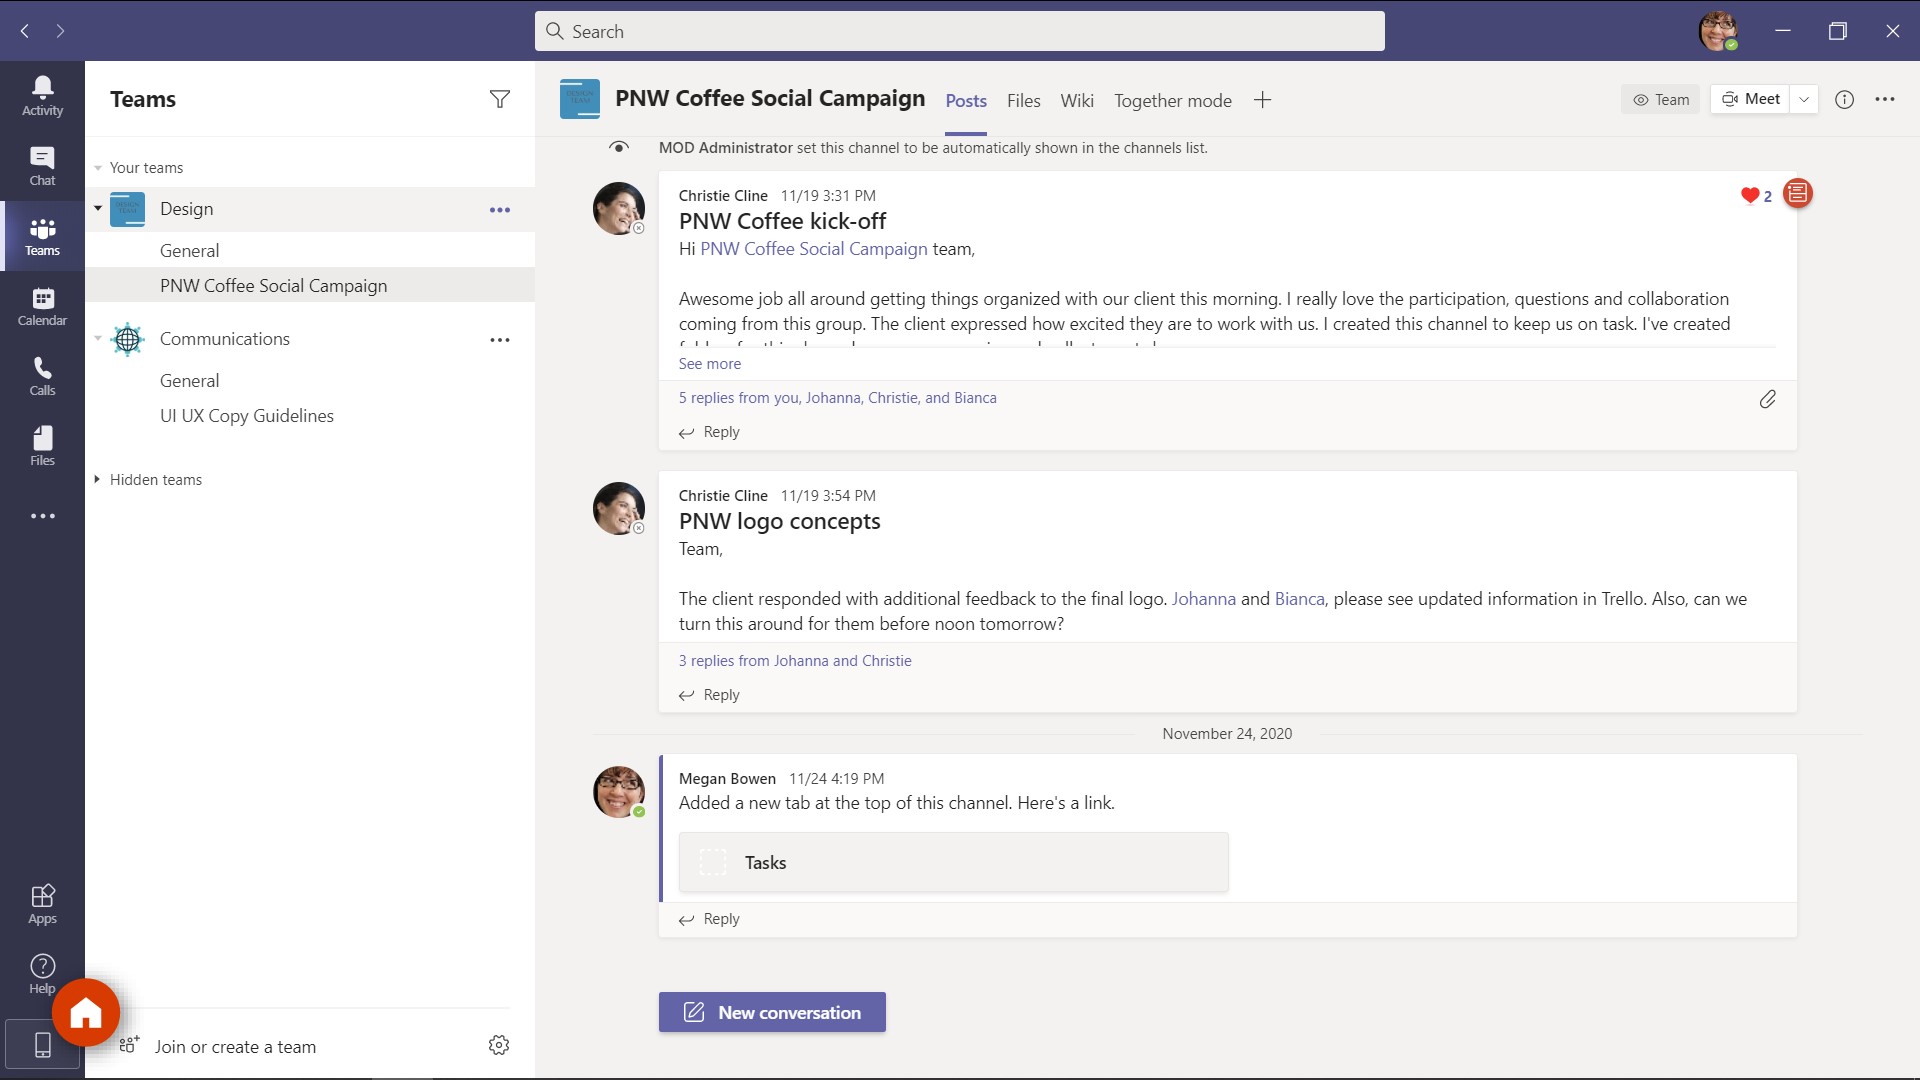 Search
Activity
Chat
Teams
Calendar
Calls
Files
Apps
Help
Teams
Your teams
Design
General
PNW Coffee Social Campaign
Communications
General
UI UX Copy Guidelines
Hidden teams
Join or create a team
DESIGN TEAM
PNW Coffee Social Campaign
Posts
Files
Wiki
Together mode
Team
Meet
MOD Administrator set this channel to be automatically shown in the channels list.
Christie Cline 11/19 3:31 PM
2
PNW Coffee kick-off
Hi PNW Coffee Social Campaign team,
Awesome job all around getting things organized with our client this morning. I really love the participation, questions and collaboration
coming from this group. The client expressed how excited they are to work with us. I created this channel to keep us on task. I've created
See more
5 replies from you, Johanna, Christie, and Bianca
Reply
Christie Cline 11/19 3:54 PM
PNW logo concepts
Team,
The client responded with additional feedback to the final logo. Johanna and Bianca, please see updated information in Trello. Also, can we
turn this around for them before noon tomorrow?
3 replies from Johanna and Christie
Reply
November 24, 2020
Megan Bowen 11/24 4:19 PM
Added a new tab at the top of this channel. Here's a link.
Tasks
Reply
New conversation